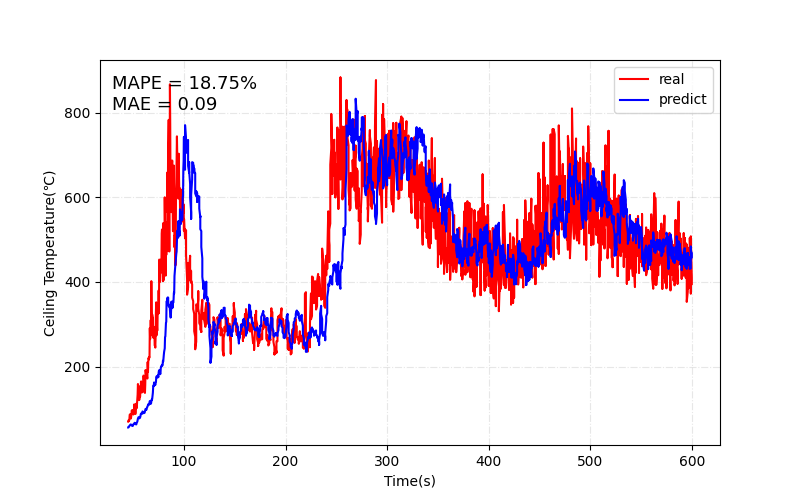 MAPE = 18.75%
MAE = 0.09
real
predict
Ceiling Temperature(℃)
800
600
400
200
100
200
300
400
500
600
Time(s)